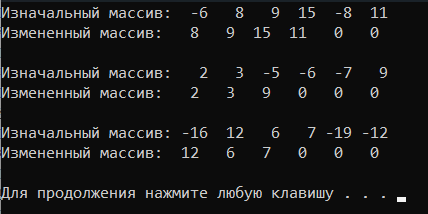 Изначальный массив:  -6   8   9  15  -8  11
Измененный массив:   8   9  15  11   0   0
Изначальный массив:   2   3  -5  -6  -7   9
Измененный массив:   2   3   9   0   0   0
Изначальный массив: -16  12   6   7 -19 -12
Измененный массив:  12   6   7   0   0   0
Для продолжения нажмите любую клавишу . . .